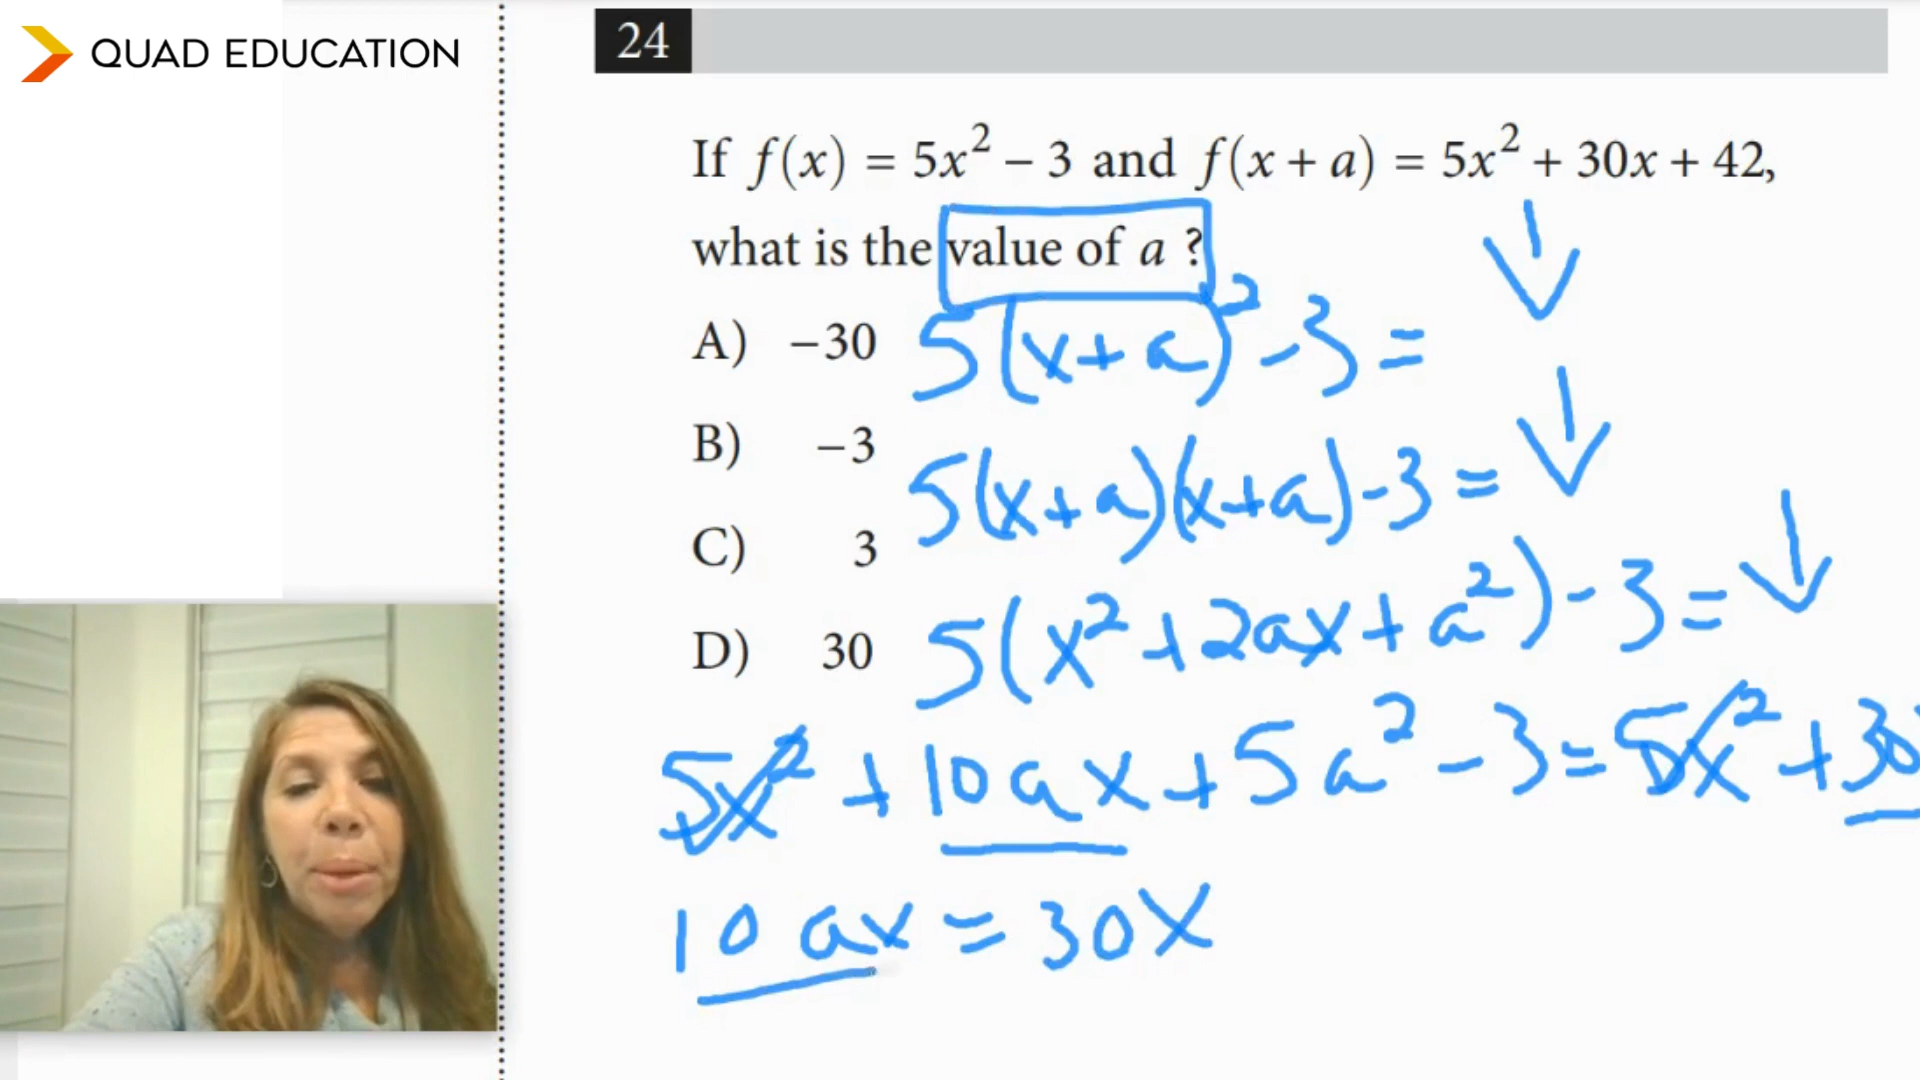 QUAD EDUCATION
24
If f(x) = 5x² – 3 and f(x + a) = 5x² + 30x + 42,
what is the value of a ?
A) –30
5(x+a)²-3=
B) –3
5(x+a)(x+a)-3=
C) 3
5(x²+2ax+a²)-3=
D) 30
5x²+10ax+5a²-3=5x²+30
10ax=30x